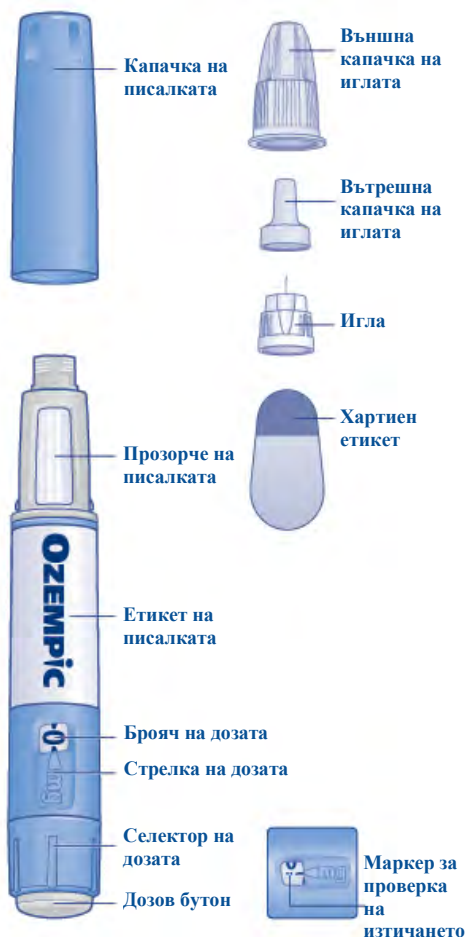 Капачка на
писалката
Външна
капачка на
иглата
Вътрешна
капачка на
иглата
Игла
Хартиен
етикет
Прозорче на
писалката
OZEMPIC
Етикет на
писалката
0
Брояч на дозата
mg
Стрелка на дозата
Селектор на
дозата
Дозов бутон
Маркер за
проверка
на
изтичането